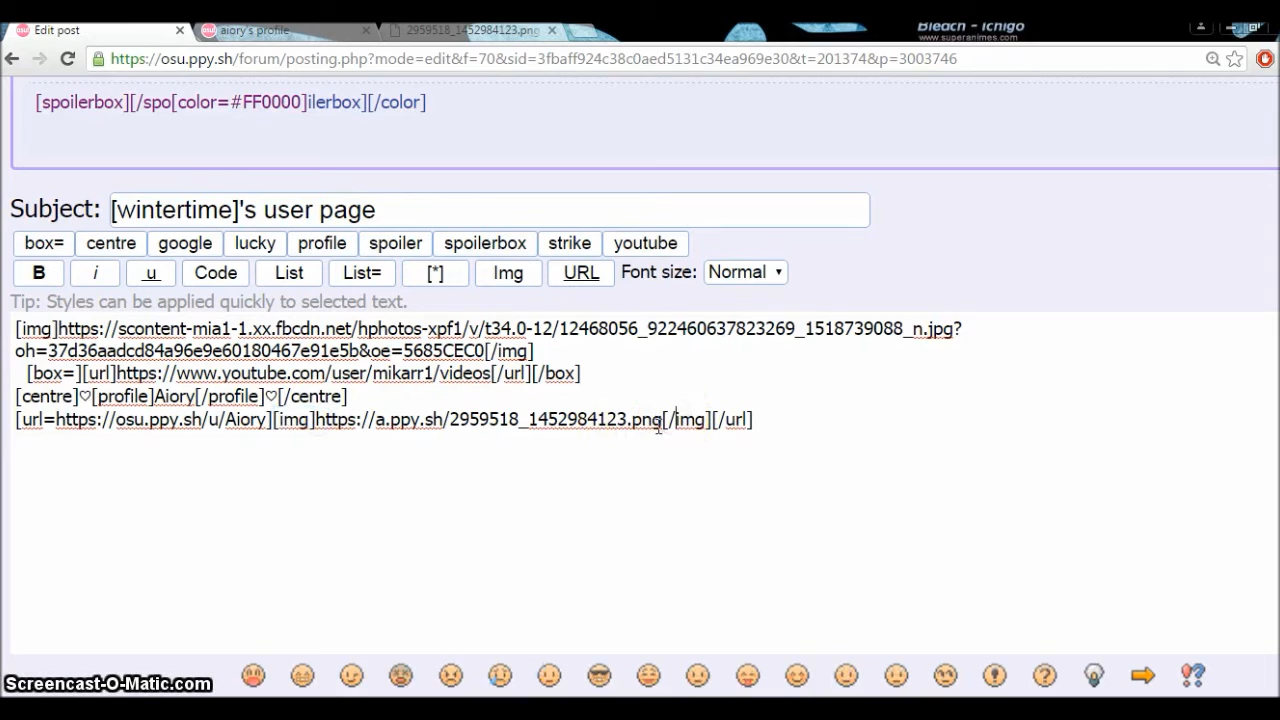 Bleach - Ichigo
www.superanimes.com
Edit post × aiory's profile × 2959518_1452984123.png ×
https://osu.ppy.sh/forum/posting.php?mode=edit&f=70&sid=3fbaff924c38c0aed5131c34ea969e30&t=201374&p=3003746
[spoilerbox][/spo[color=#FF0000]ilerbox][/color]
Subject: [wintertime]'s user page
box= centre google lucky profile spoiler spoilerbox strike youtube
B i u Code List List= [*] Img URL Font size: Normal
Tip: Styles can be applied quickly to selected text.
[img]https://scontent-mia1-1.xx.fbcdn.net/hphotos-xpf1/v/t34.0-12/12468056_922460637823269_1518739088_n.jpg?
oh=37d36aadcd84a96e9e60180467e91e5b&oe=5685CEC0[/img]
[box=][url]https://www.youtube.com/user/mikarr1/videos[/url][/box]
[centre]♡[profile]Aiory[/profile]♡[/centre]
[url=https://osu.ppy.sh/u/Aiory][img]https://a.ppy.sh/2959518_1452984123.png[/img][/url]
Screencast-O-Matic.com